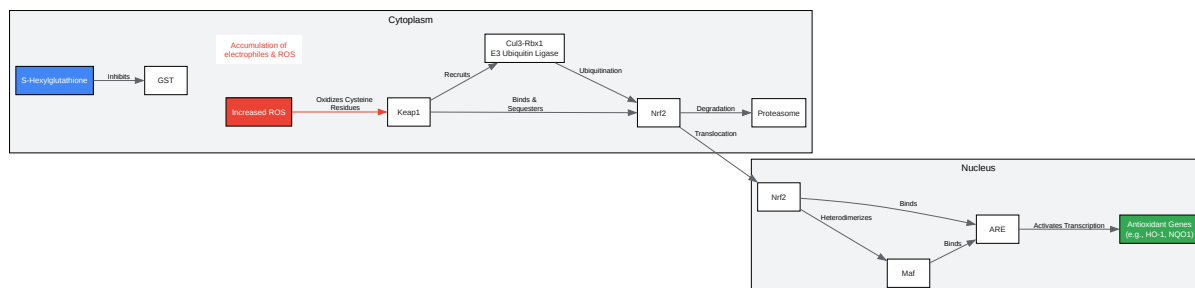 Cytoplasm
Accumulation of
electrophiles & ROS
Cul3-Rbx1
E3 Ubiquitin Ligase
S-Hexylglutathione
Inhibits
GST
Recruits
Ubiquitination
Increased ROS
Oxidizes Cysteine
Residues
Keap1
Binds &
Sequesters
Nrf2
Degradation
Proteasome
Translocation
Nucleus
Nrf2
Binds
Heterodimerizes
Maf
Binds
ARE
Activates Transcription
Antioxidant Genes
(e.g., HO-1, NQO1)